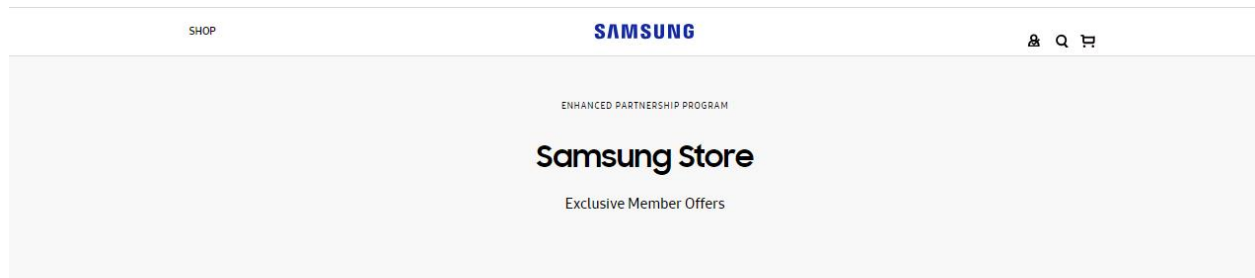 SHOP
SAMSUNG
ENHANCED PARTNERSHIP PROGRAM
Samsung Store
Exclusive Member Offers